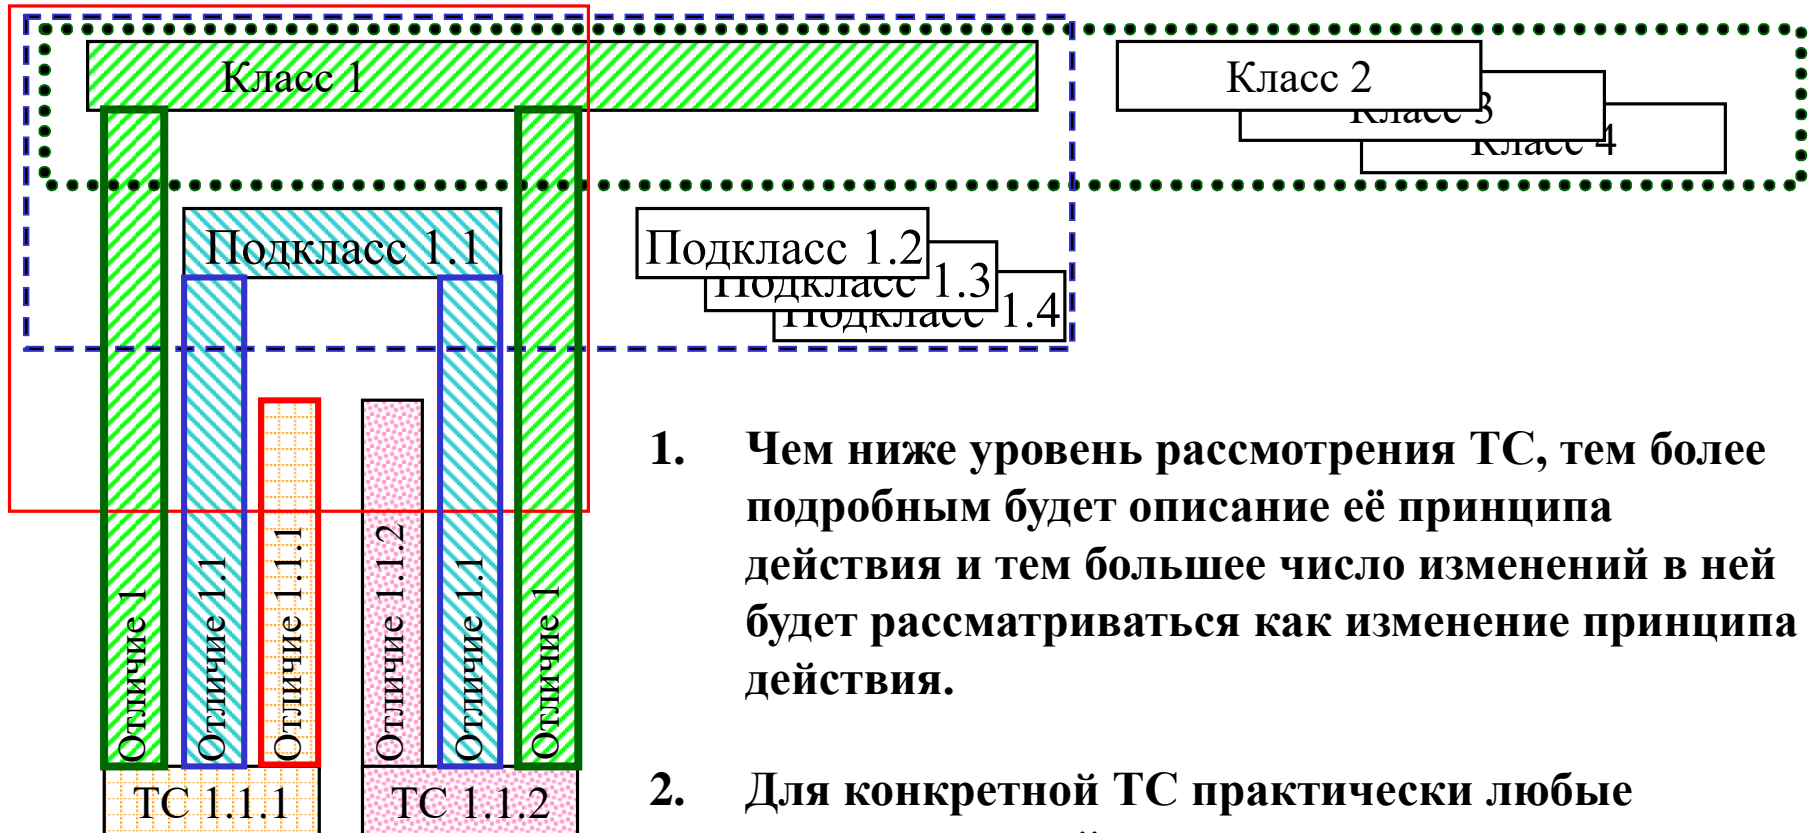 Класс 1
Класс 2
Класс 3
Класс 4
Подкласс 1.1
Подкласс 1.2
Подкласс 1.3
Подкласс 1.4
Отличие 1
Отличие 1.1
Отличие 1.1.1
Отличие 1.1.2
Отличие 1.1
Отличие 1
ТС 1.1.1
ТС 1.1.2
1. Чем ниже уровень рассмотрения ТС, тем более
подробным будет описание её принципа
действия и тем большее число изменений в ней
будет рассматриваться как изменение принципа
действия.
2. Для конкретной ТС практически любые